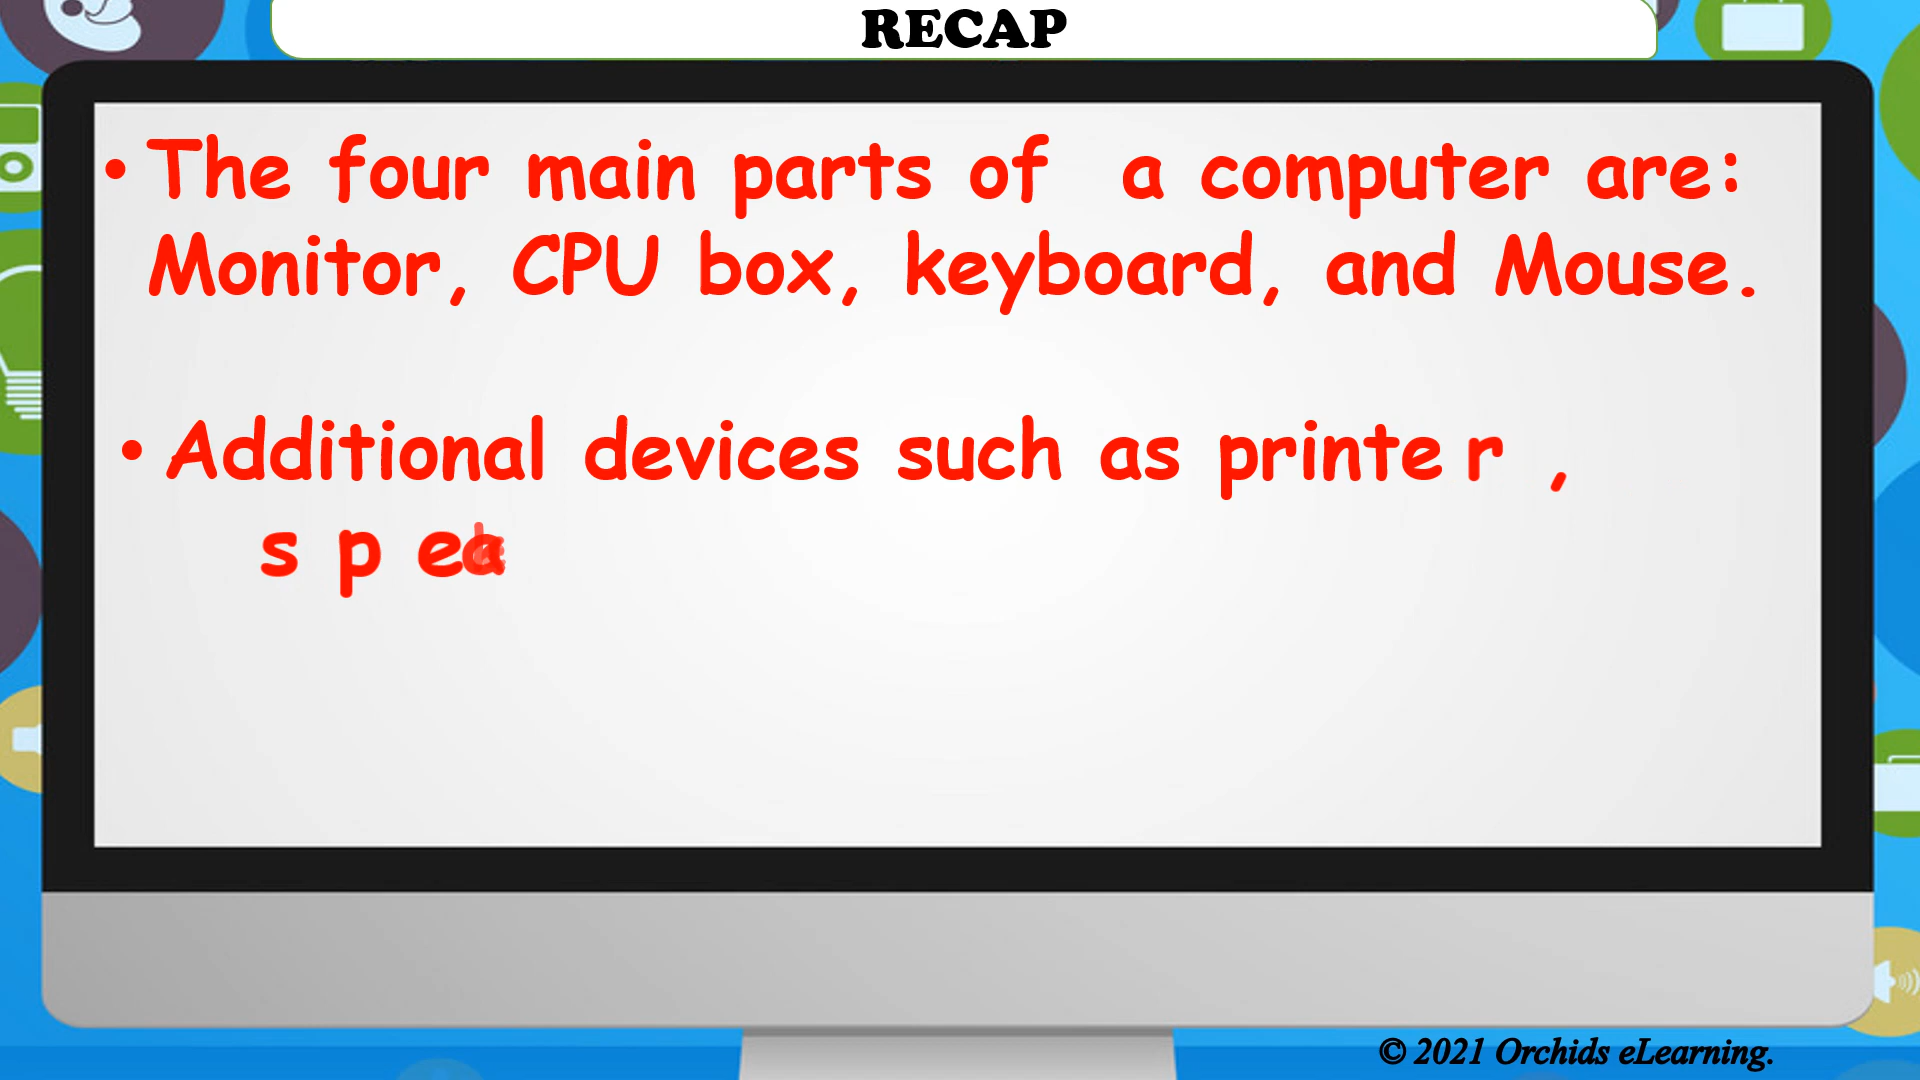 RECAP
• The four main parts of a computer are:
Monitor, CPU box, keyboard, and Mouse.
• Additional devices such as printer ,
© 2021 Orchids eLearning.